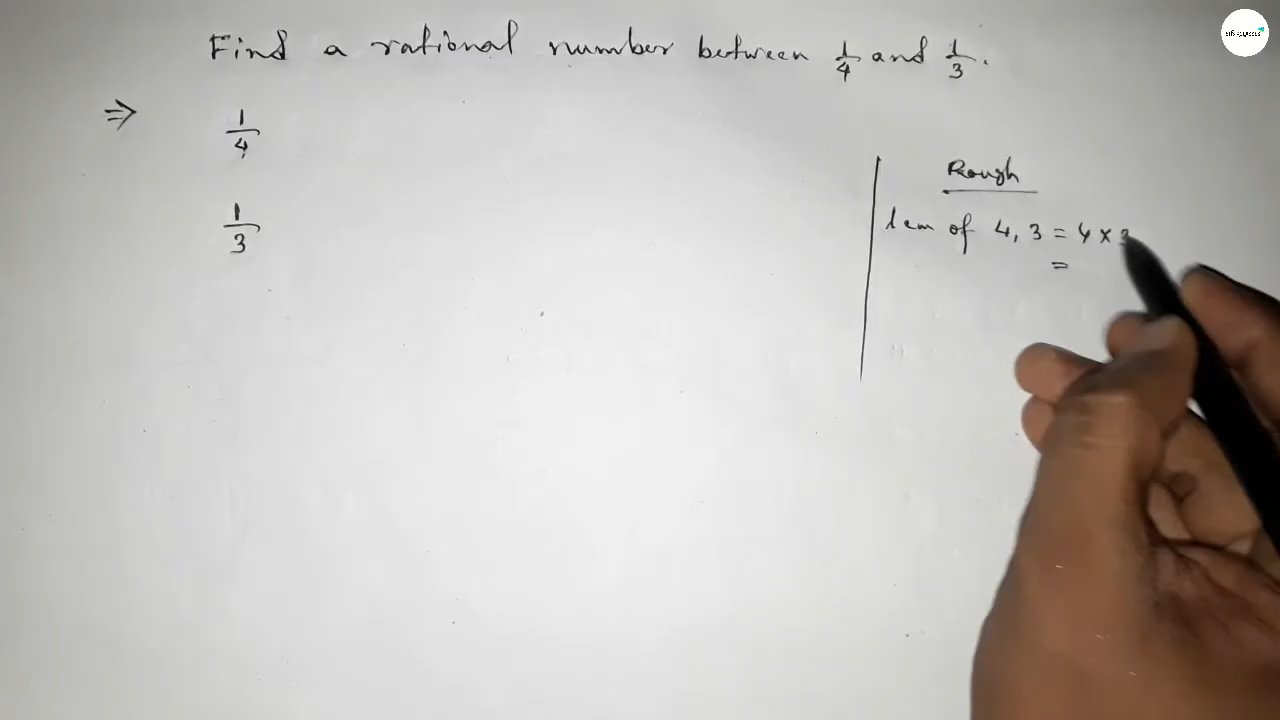 Find a rational number between 1/4 and 1/3.
⇒ 1/4
1/3
Rough
lcm of 4, 3 = 4 × 3
=